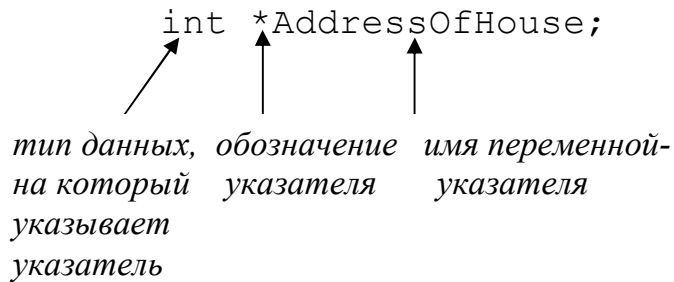 int *AddressOfHouse;
тип данных, обозначение имя переменной-
на который указателя указателя
указывает
указатель